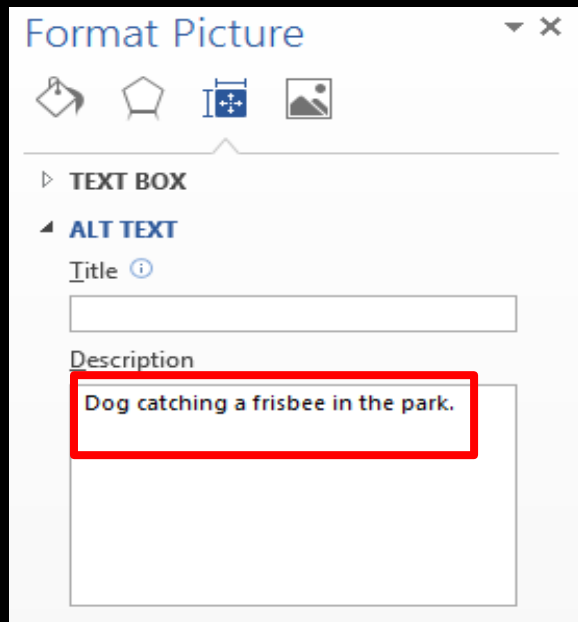 Format Picture
TEXT BOX
ALT TEXT
Title
Description
Dog catching a frisbee in the park.